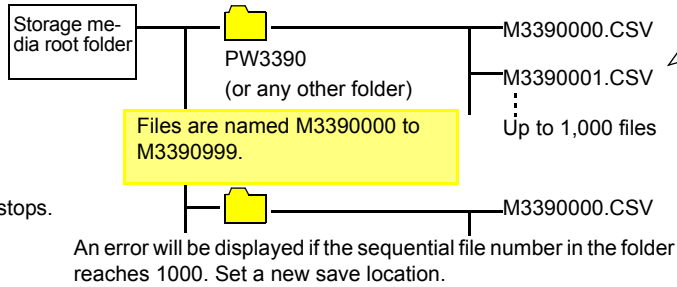 Storage me-
dia root folder
PW3390
(or any other folder)
M3390000.CSV
M3390001.CSV
Up to 1,000 files
Files are named M3390000 to
M3390999.
stops.
M3390000.CSV
An error will be displayed if the sequential file number in the folder
reaches 1000. Set a new save location.